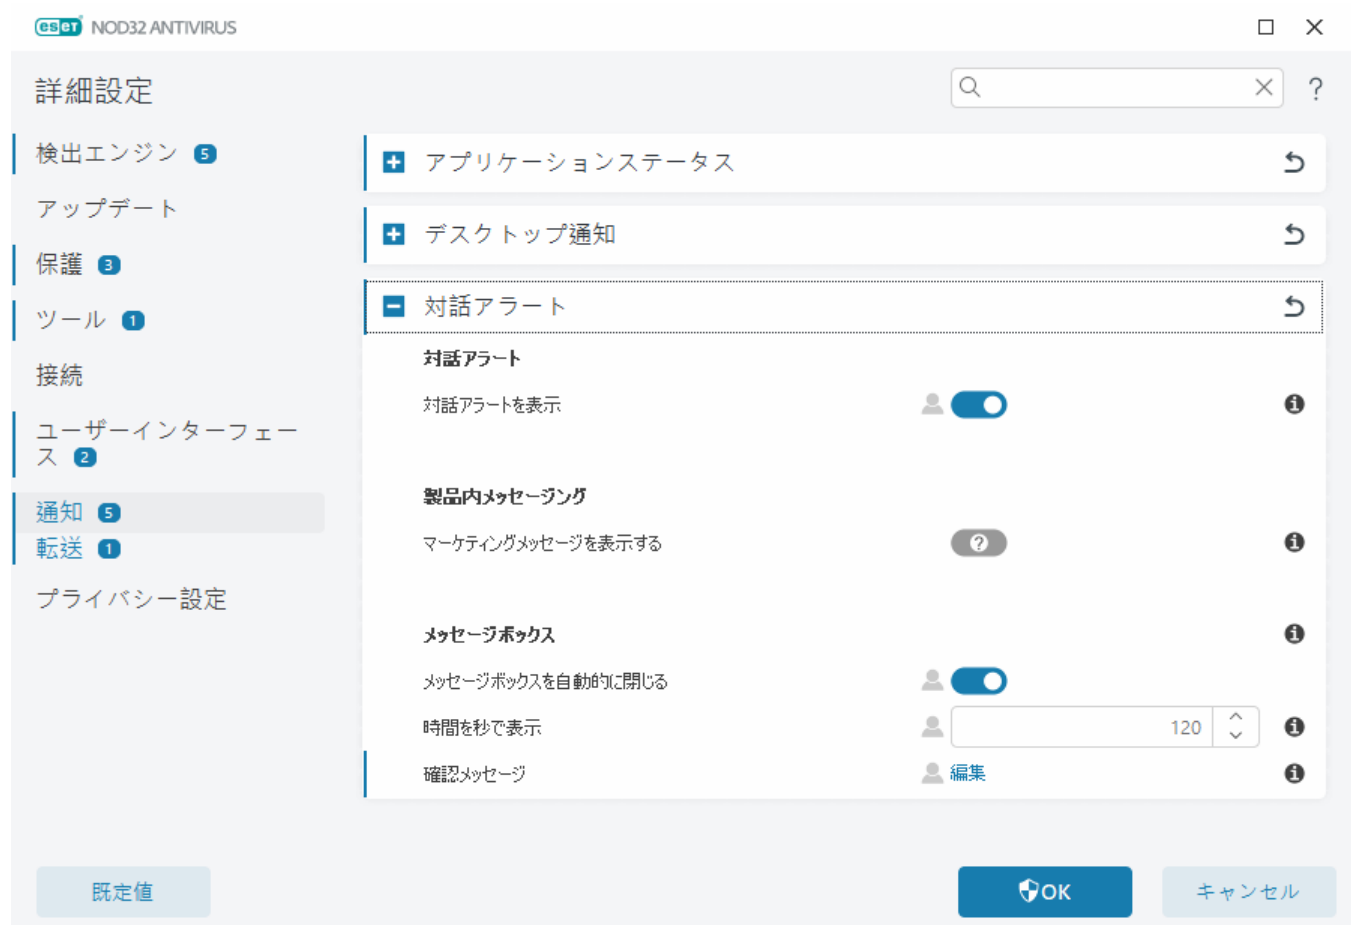 eset NOD32 ANTIVIRUS
詳細設定
?
検出エンジン 5
アップデート
保護 3
ツール 1
接続
ユーザーインターフェー
ス 2
通知 5
転送 1
プライバシー設定
アプリケーションステータス
デスクトップ通知
対話アラート
対話アラート
対話アラートを表示
製品内メッセージング
マーケティングメッセージを表示する
メッセージボックス
メッセージボックスを自動的に閉じる
時間を秒で表示 120
確認メッセージ 編集
既定値
OK
キャンセル